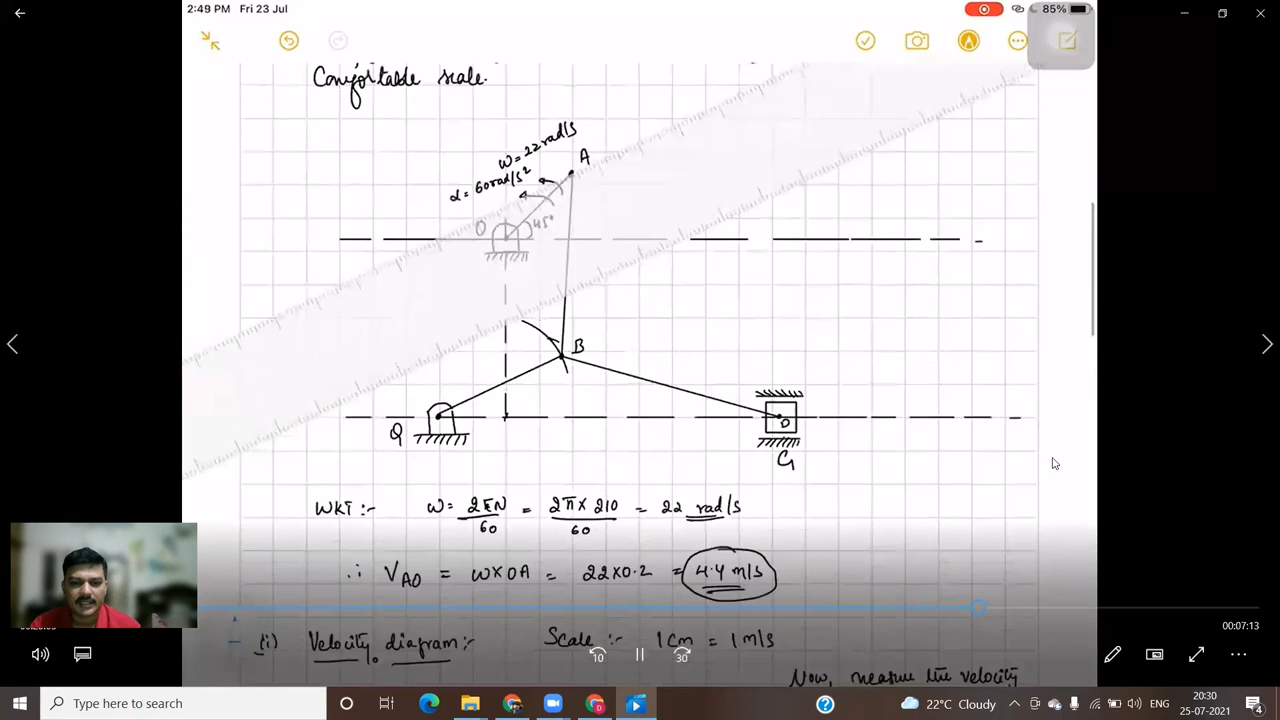 2:49 PM Fri 23 Jul
85%
Comfortable scale.
ω = 22 rad/s
α = 60 rad/s²
A
O
45°
B
Q
D
G
WKT :- ω = 2πN/60 = 2π × 210/60 = 22 rad/s
∴ VAO = ω × OA = 22 × 0.2 = 4.4 m/s
(i) Velocity diagram :- Scale :- 1 cm = 1 m/s
Now, measure the velocity
00:07:13
10
30
Type here to search
22°C Cloudy
ENG
20:30
25-07-2021
4